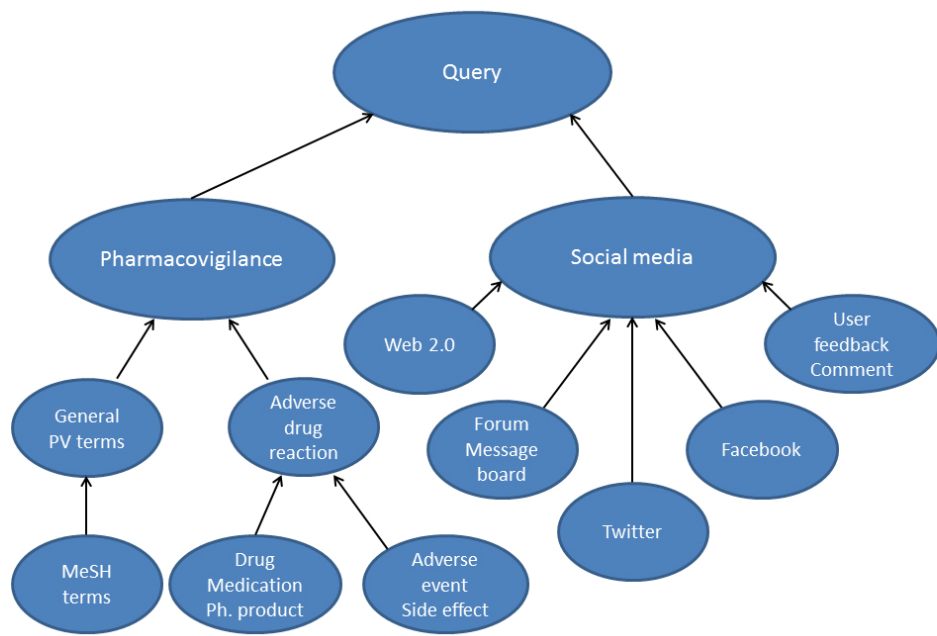 Query
Pharmacovigilance
Social media
Web 2.0
User
feedback
Comment
General
PV terms
Adverse
drug
reaction
Forum
Message
board
Facebook
Twitter
MeSH
terms
Drug
Medication
Ph. product
Adverse
event
Side effect